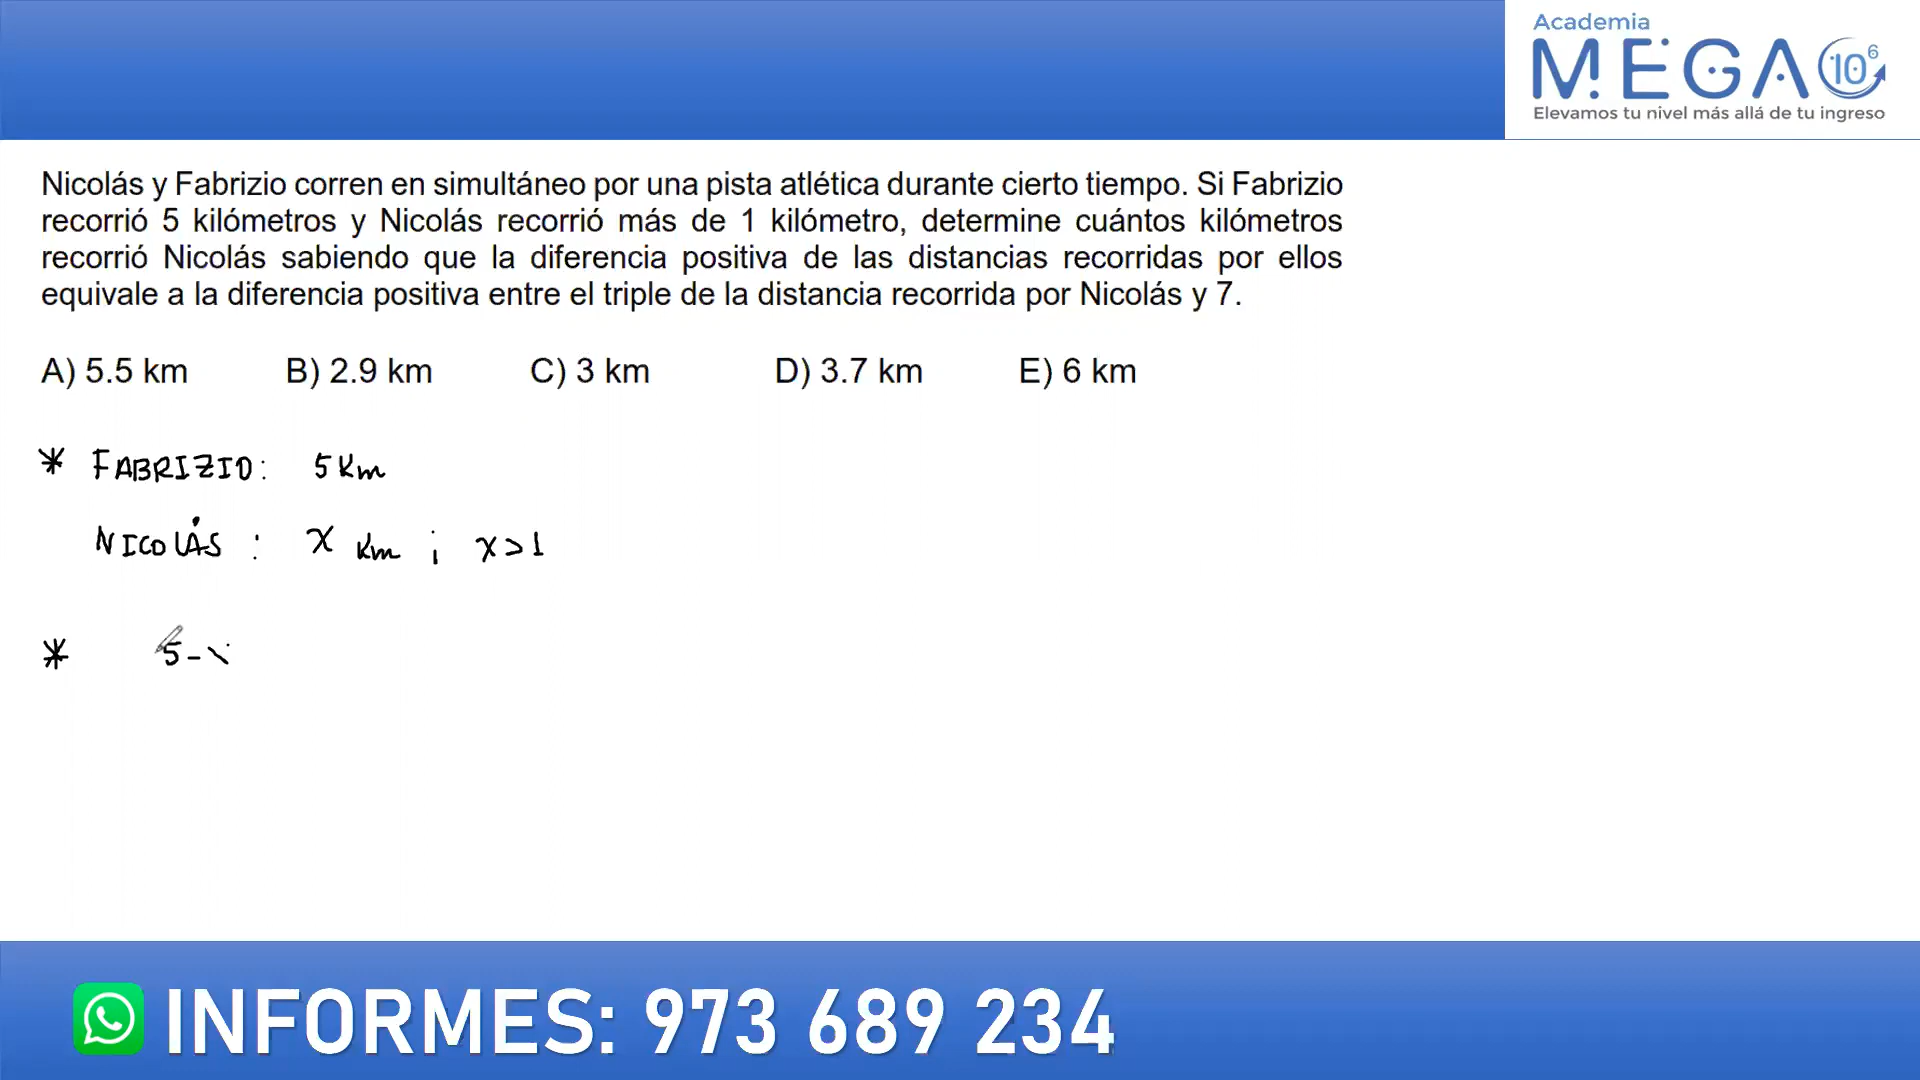 Academia
MEGA 10⁶
Elevamos tu nivel más allá de tu ingreso
Nicolás y Fabrizio corren en simultáneo por una pista atlética durante cierto tiempo. Si Fabrizio
recorrió 5 kilómetros y Nicolás recorrió más de 1 kilómetro, determine cuántos kilómetros
recorrió Nicolás sabiendo que la diferencia positiva de las distancias recorridas por ellos
equivale a la diferencia positiva entre el triple de la distancia recorrida por Nicolás y 7.
A) 5.5 km B) 2.9 km C) 3 km D) 3.7 km E) 6 km
* FABRIZIO: 5 Km
NICOLÁS : x Km ; x>1
* 5-
INFORMES: 973 689 234